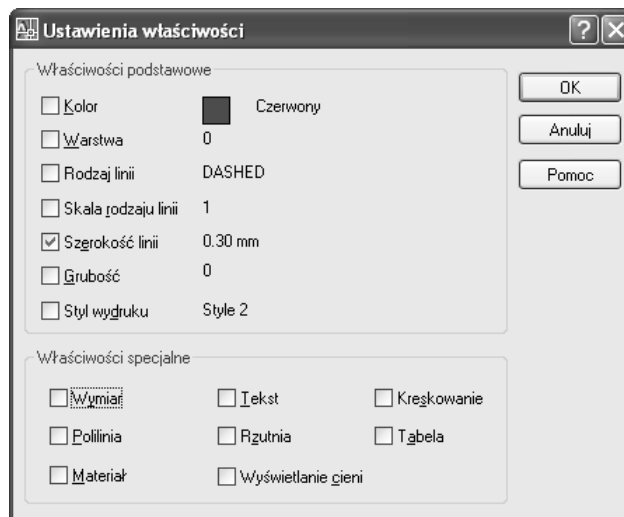 Ustawienia właściwości
Właściwości podstawowe
Kolor Czerwony
Warstwa 0
Rodzaj linii DASHED
Skala rodzaju linii 1
Szerokość linii 0.30 mm
Grubość 0
Styl wydruku Style 2
OK
Anuluj
Pomoc
Właściwości specjalne
Wymiar Tekst Kreskowanie
Polilinia Rzutnia Tabela
Materiał Wyświetlanie cieni